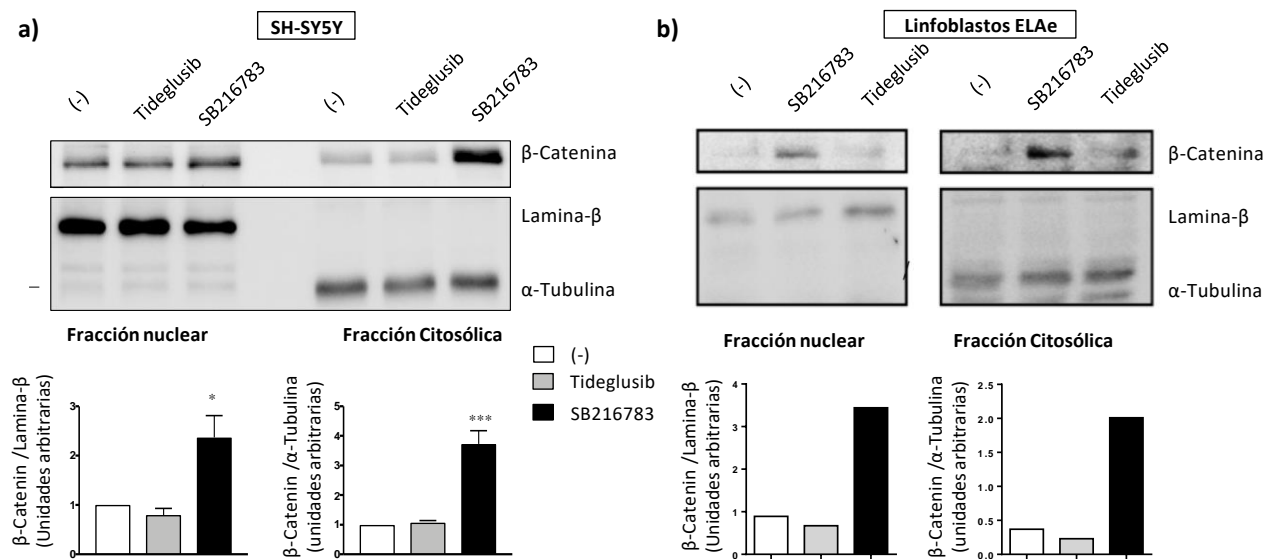 a)
SH-SY5Y
(-)
Tideglusib
SB216783
(-)
Tideglusib
SB216783
β-Catenina
Lamina-β
α-Tubulina
Fracción nuclear
Fracción Citosólica
(-)
Tideglusib
SB216783
β-Catenin /Lamina-β
(Unidades arbitrarias)
3
2
1
0
*
β-Catenin /α-Tubulina
(Unidades arbitrarias)
5
4
3
2
1
0
***
b)
Linfoblastos ELAe
(-)
SB216783
Tideglusib
(-)
SB216783
Tideglusib
β-Catenina
Lamina-β
α-Tubulina
Fracción nuclear
Fracción Citosólica
β-Catenin /Lamina-β
(Unidades arbitrarias)
4
3
2
1
0
β-Catenin /α-Tubulina
(Unidades arbitrarias)
2.5
2.0
1.5
1.0
0.5
0.0